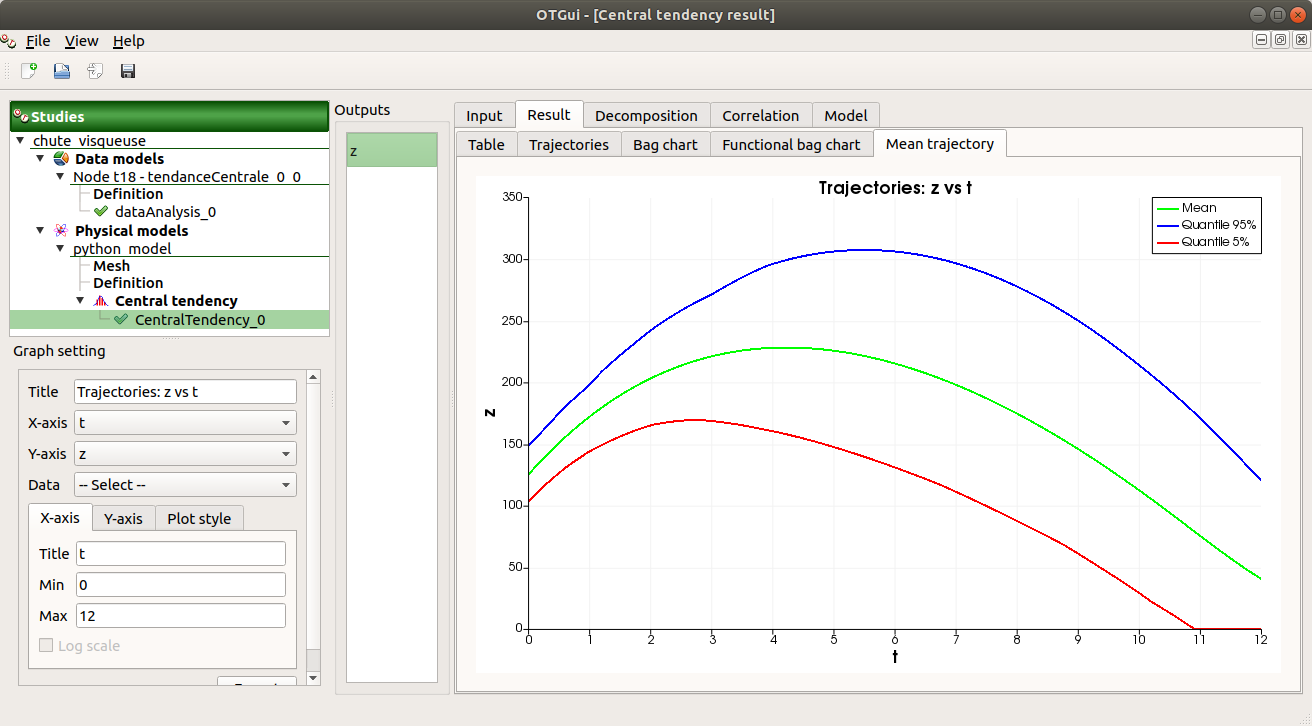 OTGui - [Central tendency result]
File View Help
Studies
chute_visqueuse
Data models
Node t18 - tendanceCentrale_0_0
Definition
dataAnalysis_0
Physical models
python_model
Mesh
Definition
Central tendency
CentralTendency_0
Graph setting
Title Trajectories: z vs t
X-axis t
Y-axis z
Data -- Select --
X-axis Y-axis Plot style
Title t
Min 0
Max 12
Log scale
Outputs
z
Input Result Decomposition Correlation Model
Table Trajectories Bag chart Functional bag chart Mean trajectory
Trajectories: z vs t
Mean
Quantile 95%
Quantile 5%
350
300
250
200
150
100
50
0
z
0 1 2 3 4 5 6 7 8 9 10 11 12
t